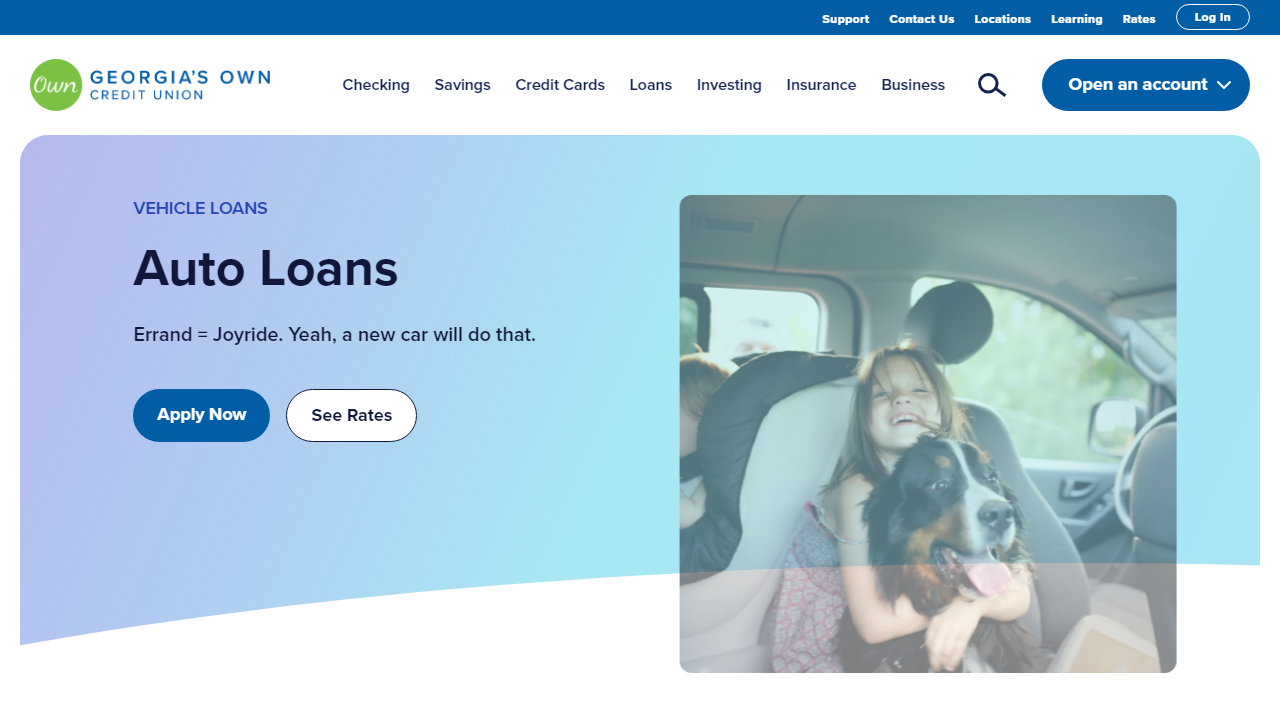 Support Contact Us Locations Learning Rates Log In
Own GEORGIA'S OWN
CREDIT UNION
Checking Savings Credit Cards Loans Investing Insurance Business Open an account
VEHICLE LOANS
Auto Loans
Errand = Joyride. Yeah, a new car will do that.
Apply Now See Rates